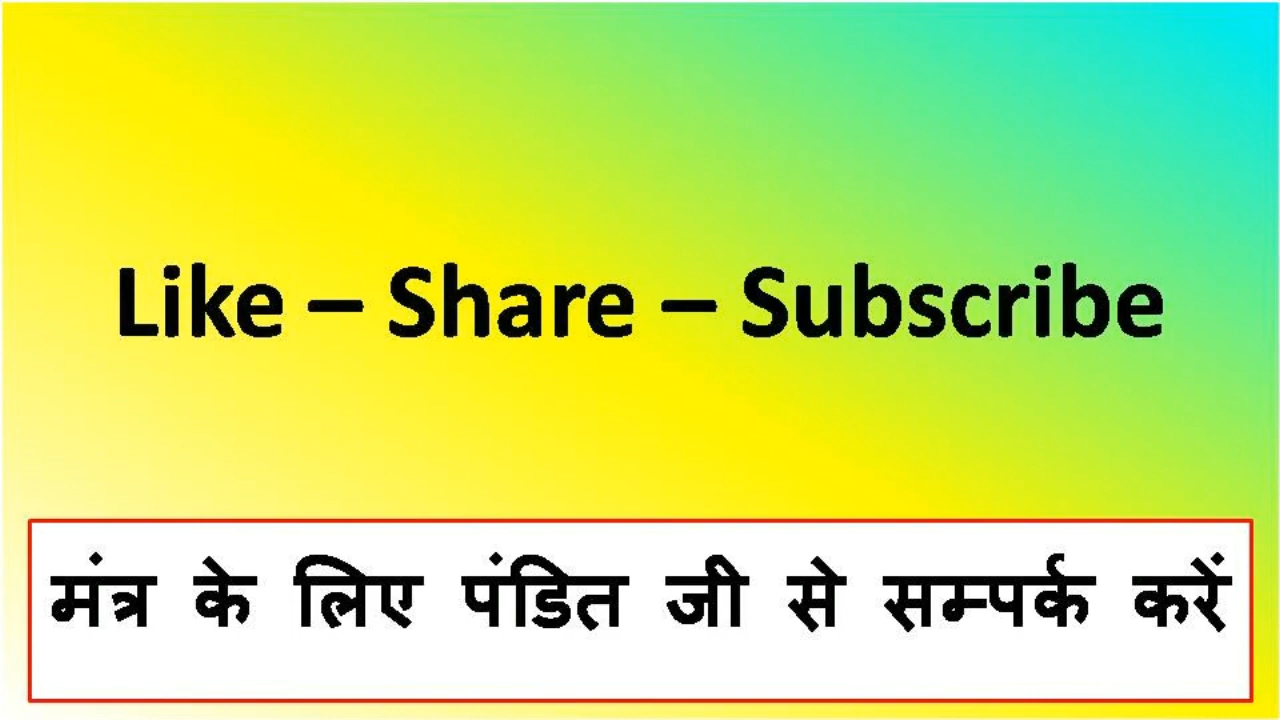 Like – Share – Subscribe
मंत्र के लिए पंडित जी से सम्पर्क करें